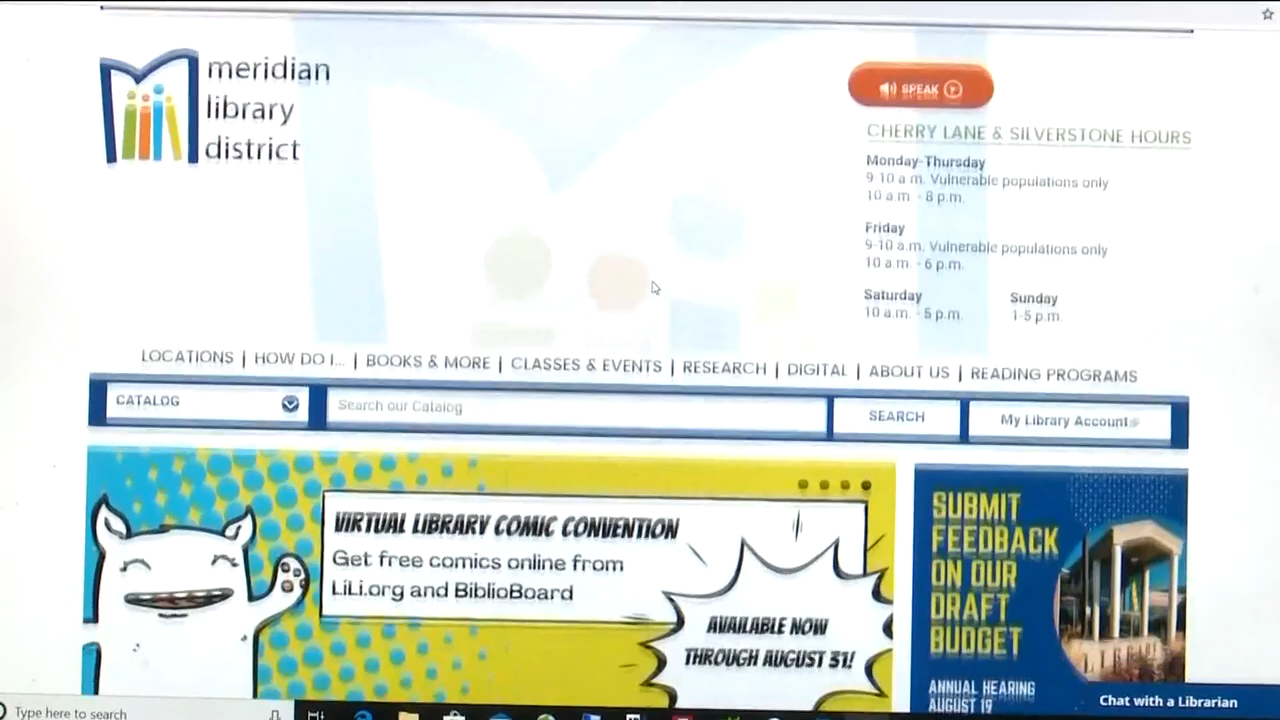 meridian
library
district
SPEAK
CHERRY LANE & SILVERSTONE HOURS
Monday-Thursday
9-10 a.m. Vulnerable populations only
10 a.m. - 8 p.m.
Friday
9-10 a.m. Vulnerable populations only
10 a.m. - 6 p.m.
Saturday
10 a.m. - 5 p.m.
Sunday
1-5 p.m.
LOCATIONS | HOW DO I... | BOOKS & MORE | CLASSES & EVENTS | RESEARCH | DIGITAL | ABOUT US | READING PROGRAMS
CATALOG
Search our Catalog
SEARCH
My Library Account
VIRTUAL LIBRARY COMIC CONVENTION
Get free comics online from
LiLi.org and BiblioBoard
AVAILABLE NOW
THROUGH AUGUST 31!
SUBMIT
FEEDBACK
ON OUR
DRAFT
BUDGET
LIBRARY
ANNUAL HEARING
AUGUST 19
Chat with a Librarian
Type here to search